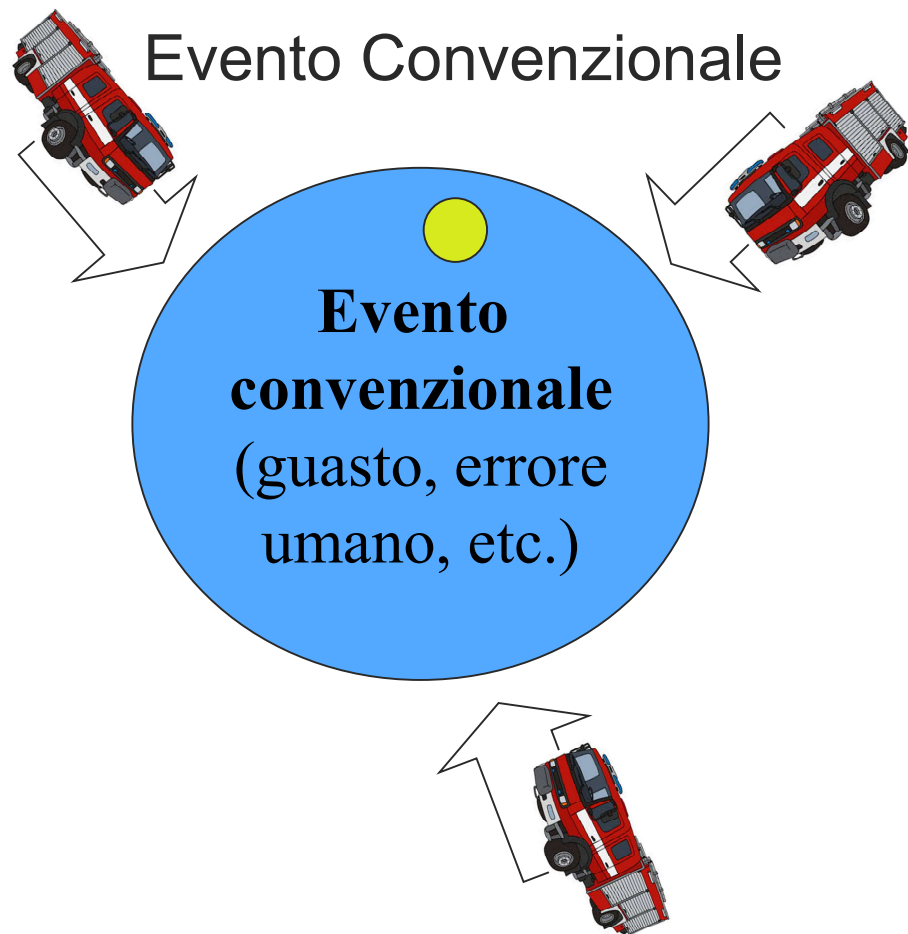 Evento Convenzionale
Evento
convenzionale
(guasto, errore
umano, etc.)